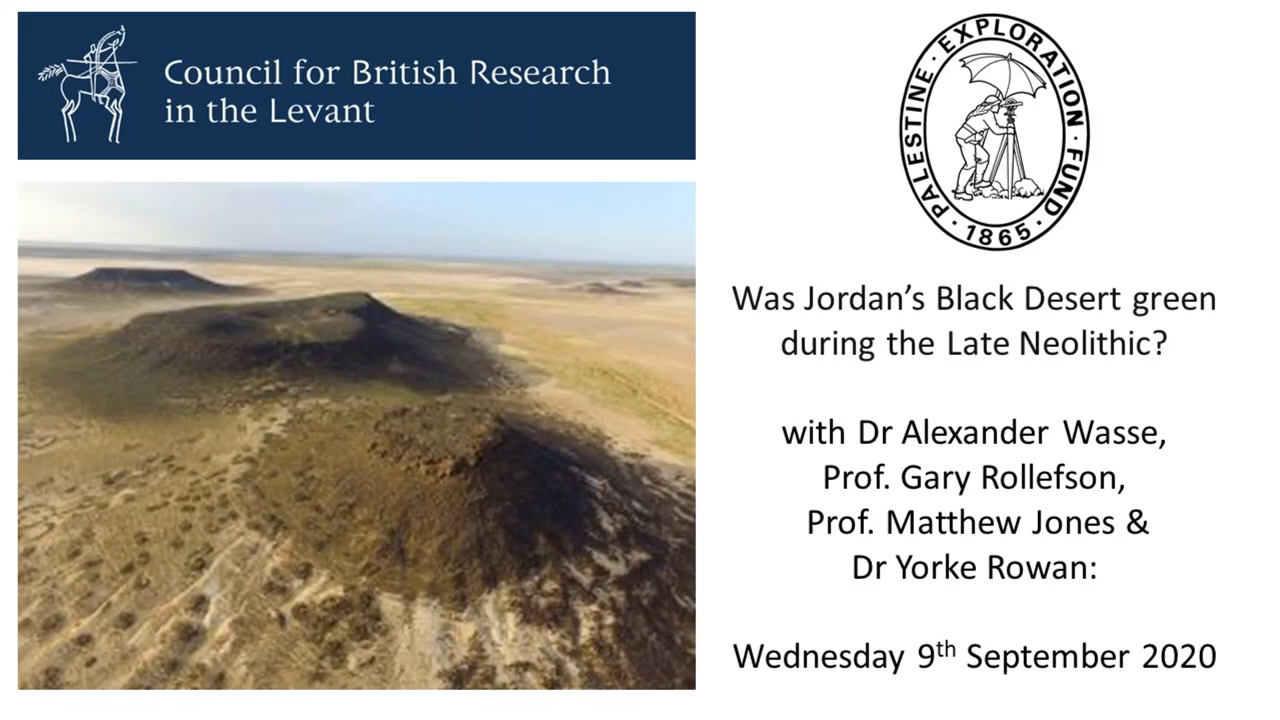 Council for British Research
in the Levant
PALESTINE · EXPLORATION · FUND
· 1865 ·
Was Jordan’s Black Desert green
during the Late Neolithic?
with Dr Alexander Wasse,
Prof. Gary Rollefson,
Prof. Matthew Jones &
Dr Yorke Rowan:
Wednesday 9th September 2020